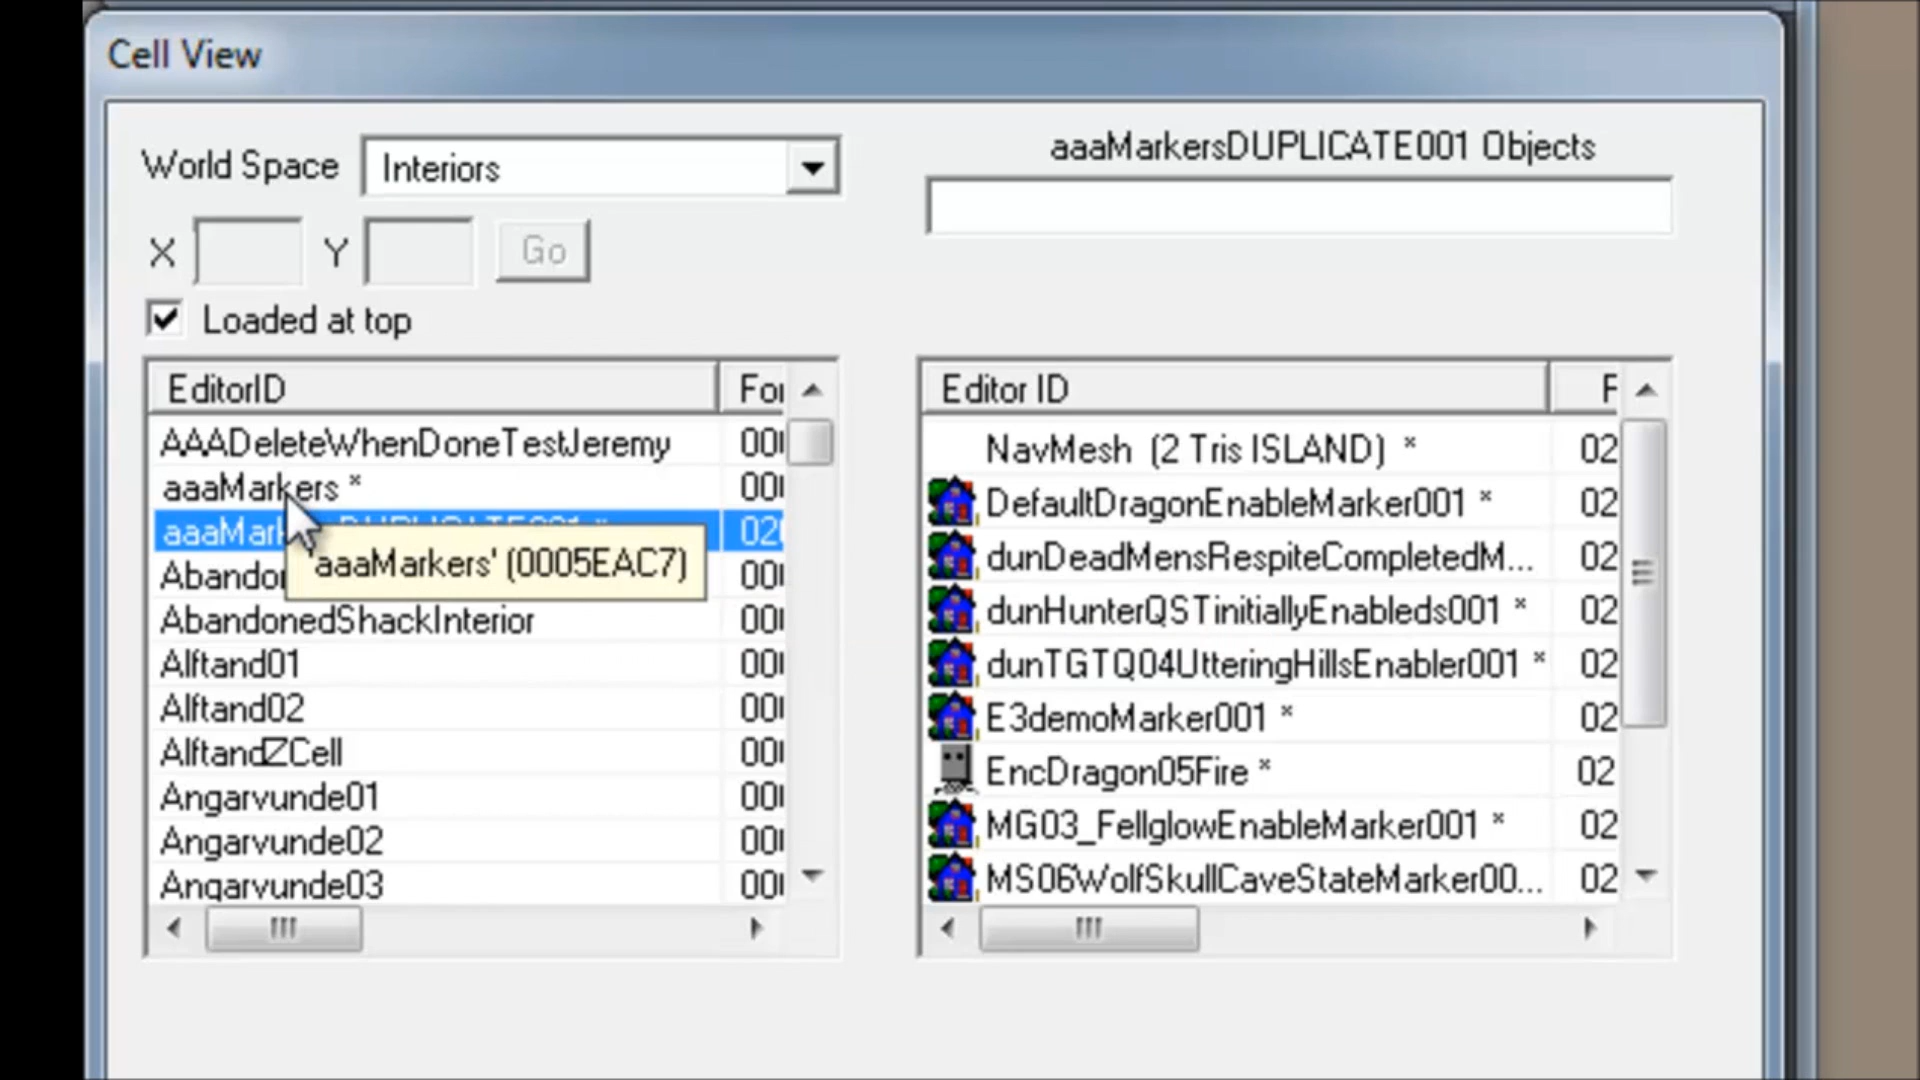 Cell View
World Space
Interiors
X
Y
Go
Loaded at top
EditorID
For
AAADeleteWhenDoneTestJeremy
00
aaaMarkers *
00
aaaMark
02
'aaaMarkers' (0005EAC7)
Abandon
00
AbandonedShackInterior
00
Alftand01
00
Alftand02
00
AlftandZCell
00
Angarvunde01
00
Angarvunde02
00
Angarvunde03
00
aaaMarkersDUPLICATE001 Objects
Editor ID
F
NavMesh (2 Tris ISLAND) *
02
DefaultDragonEnableMarker001 *
02
dunDeadMensRespiteCompletedM...
02
dunHunterQSTinitiallyEnableds001 *
02
dunTGTQ04UtteringHillsEnabler001 *
02
E3demoMarker001 *
02
EncDragon05Fire *
02
MG03_FellglowEnableMarker001 *
02
MS06WolfSkullCaveStateMarker00...
02